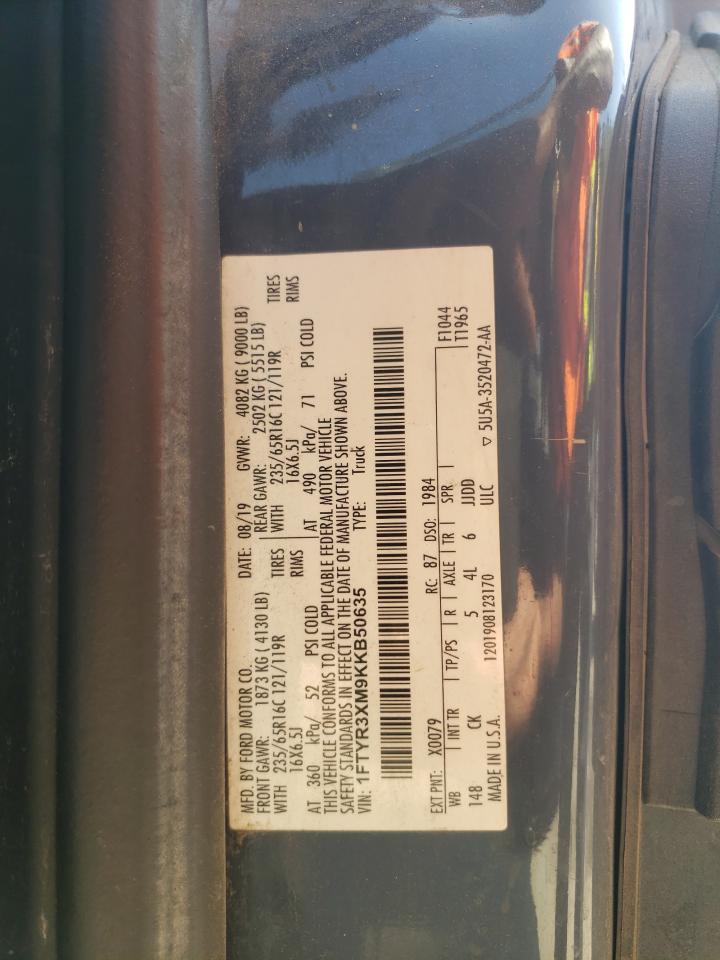 MFD. BY FORD MOTOR CO. DATE: 08/19 GVWR: 4082 KG ( 9000 LB)
FRONT GAWR: 1873 KG ( 4130 LB) REAR GAWR: 2502 KG ( 5515 LB)
WITH 235/65R16C 121/119R TIRES WITH 235/65R16C 121/119R TIRES
16X6.5J RIMS 16X6.5J RIMS
AT 360 kPa/ 52 PSI COLD AT 490 kPa/ 71 PSI COLD
THIS VEHICLE CONFORMS TO ALL APPLICABLE FEDERAL MOTOR VEHICLE
SAFETY STANDARDS IN EFFECT ON THE DATE OF MANUFACTURE SHOWN ABOVE.
VIN: 1FTYR3XM9KKB50635 TYPE: Truck
EXT PNT: X0079 RC: 87 DSO: 1984 F1044
WB INT TR TP/PS R AXLE TR SPR T1965
148 CK 5 4L 6 JJDD
MADE IN U.S.A. 1201908123170 ULC ▽ 5U5A-3520472-AA